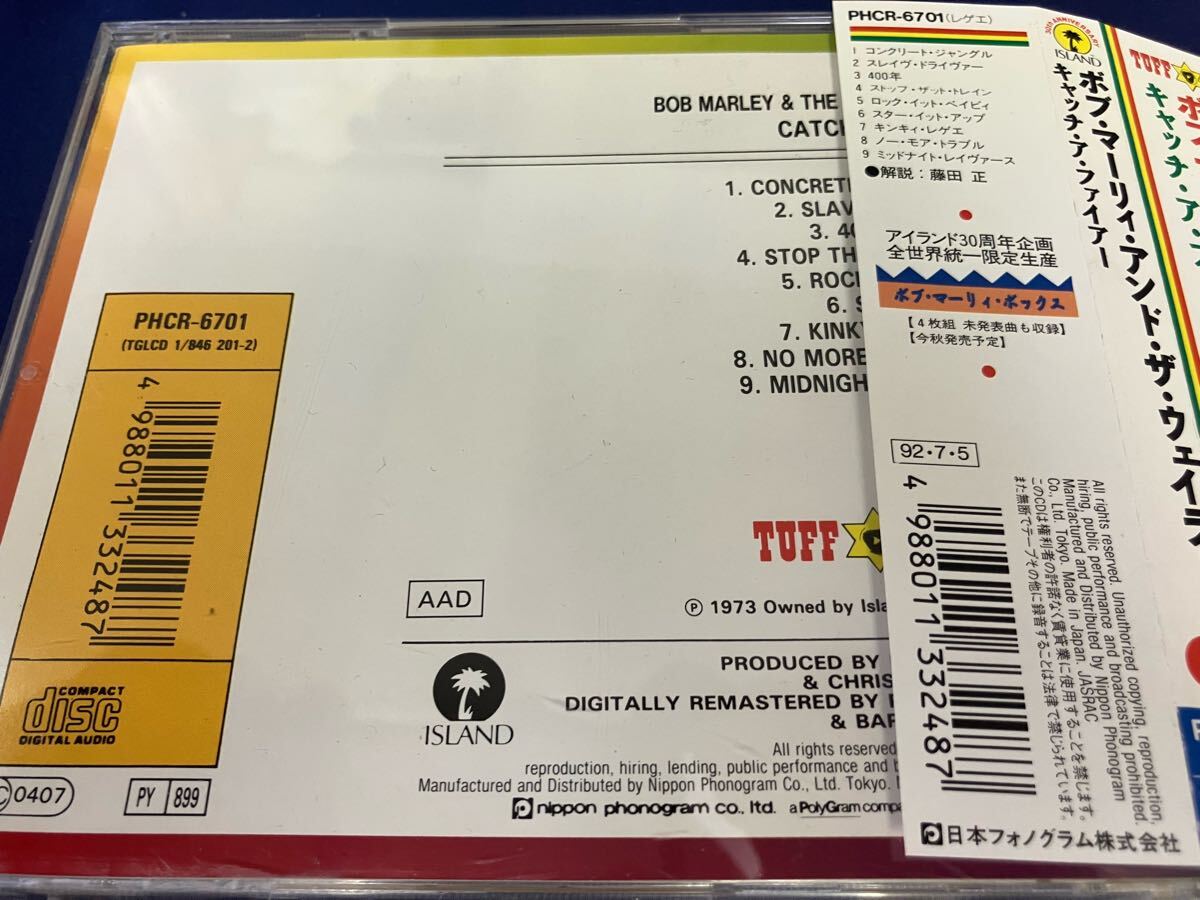 BOB MARLEY & THE
CATCH
1. CONCRETE
2. SLAV
3. 40
4. STOP TH
5. ROC
6. S
7. KINKY
8. NO MORE
9. MIDNIGH
PHCR-6701
(TGLCD 1/846 201-2)
4 988011 332487
COMPACT
disc
DIGITAL AUDIO
C0407
PY 899
AAD
TUFF
Ⓟ 1973 Owned by Isla
ISLAND
PRODUCED BY
& CHRIS
DIGITALLY REMASTERED BY
& BAR
All rights reserved
reproduction, hiring, lending, public performance and b
Manufactured and Distributed by Nippon Phonogram Co., Ltd. Tokyo.
nippon phonogram co., ltd. a PolyGram compa
PHCR-6701(レゲエ)
1 コンクリート・ジャングル
2 スレイヴ・ドライヴァー
3 400年
4 ストップ・ザット・トレイン
5 ロック・イット・ベイビィ
6 スター・イット・アップ
7 キンキィ・レゲエ
8 ノー・モア・トラブル
9 ミッドナイト・レイヴァース
●解説：藤田 正
アイランド30周年企画
全世界統一限定生産
ボブ・マーリィ・ボックス
【4枚組 未発表曲も収録】
【今秋発売予定】
92・7・5
4 988011 332487
All rights reserved. Unauthorized copying, reproduction,
hiring, public performance and broadcasting prohibited.
Manufactured and Distributed by Nippon Phonogram
Co., Ltd. Tokyo. Made in Japan. JASRAC
このCDは権利者の許諾なく賃貸業に使用することを禁じます。
また無断でテープその他に録音することは法律で禁じられています。
日本フォノグラム株式会社
30TH ANNIVERSARY
ISLAND
ボブ・マーリィ・アンド・ザ・ウェイラ
キャッチ・ア・ファイアー
TUFF
ボブ
キャッチ・ア・フ